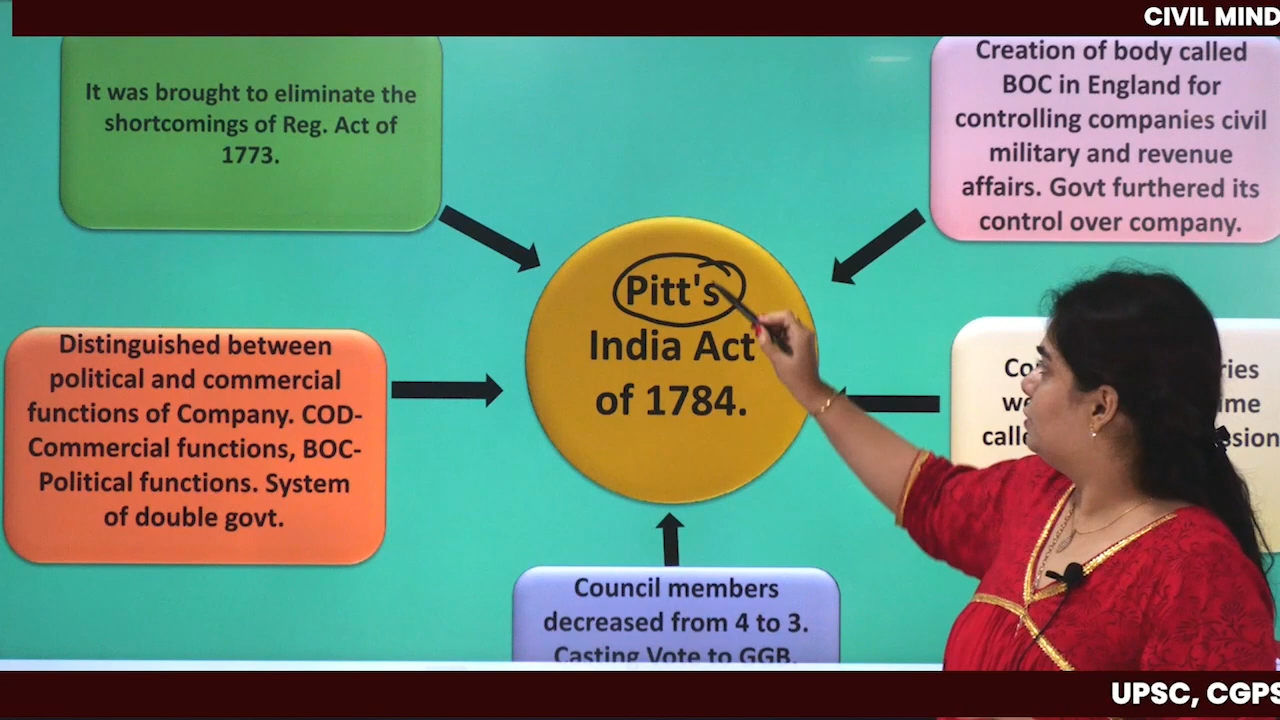 CIVIL MIND
It was brought to eliminate the
shortcomings of Reg. Act of
1773.
Creation of body called
BOC in England for
controlling companies civil
military and revenue
affairs. Govt furthered its
control over company.
Pitt's
India Act
of 1784.
Distinguished between
political and commercial
functions of Company. COD-
Commercial functions, BOC-
Political functions. System
of double govt.
Council members
decreased from 4 to 3.
Casting Vote to GGB.
UPSC, CGPS